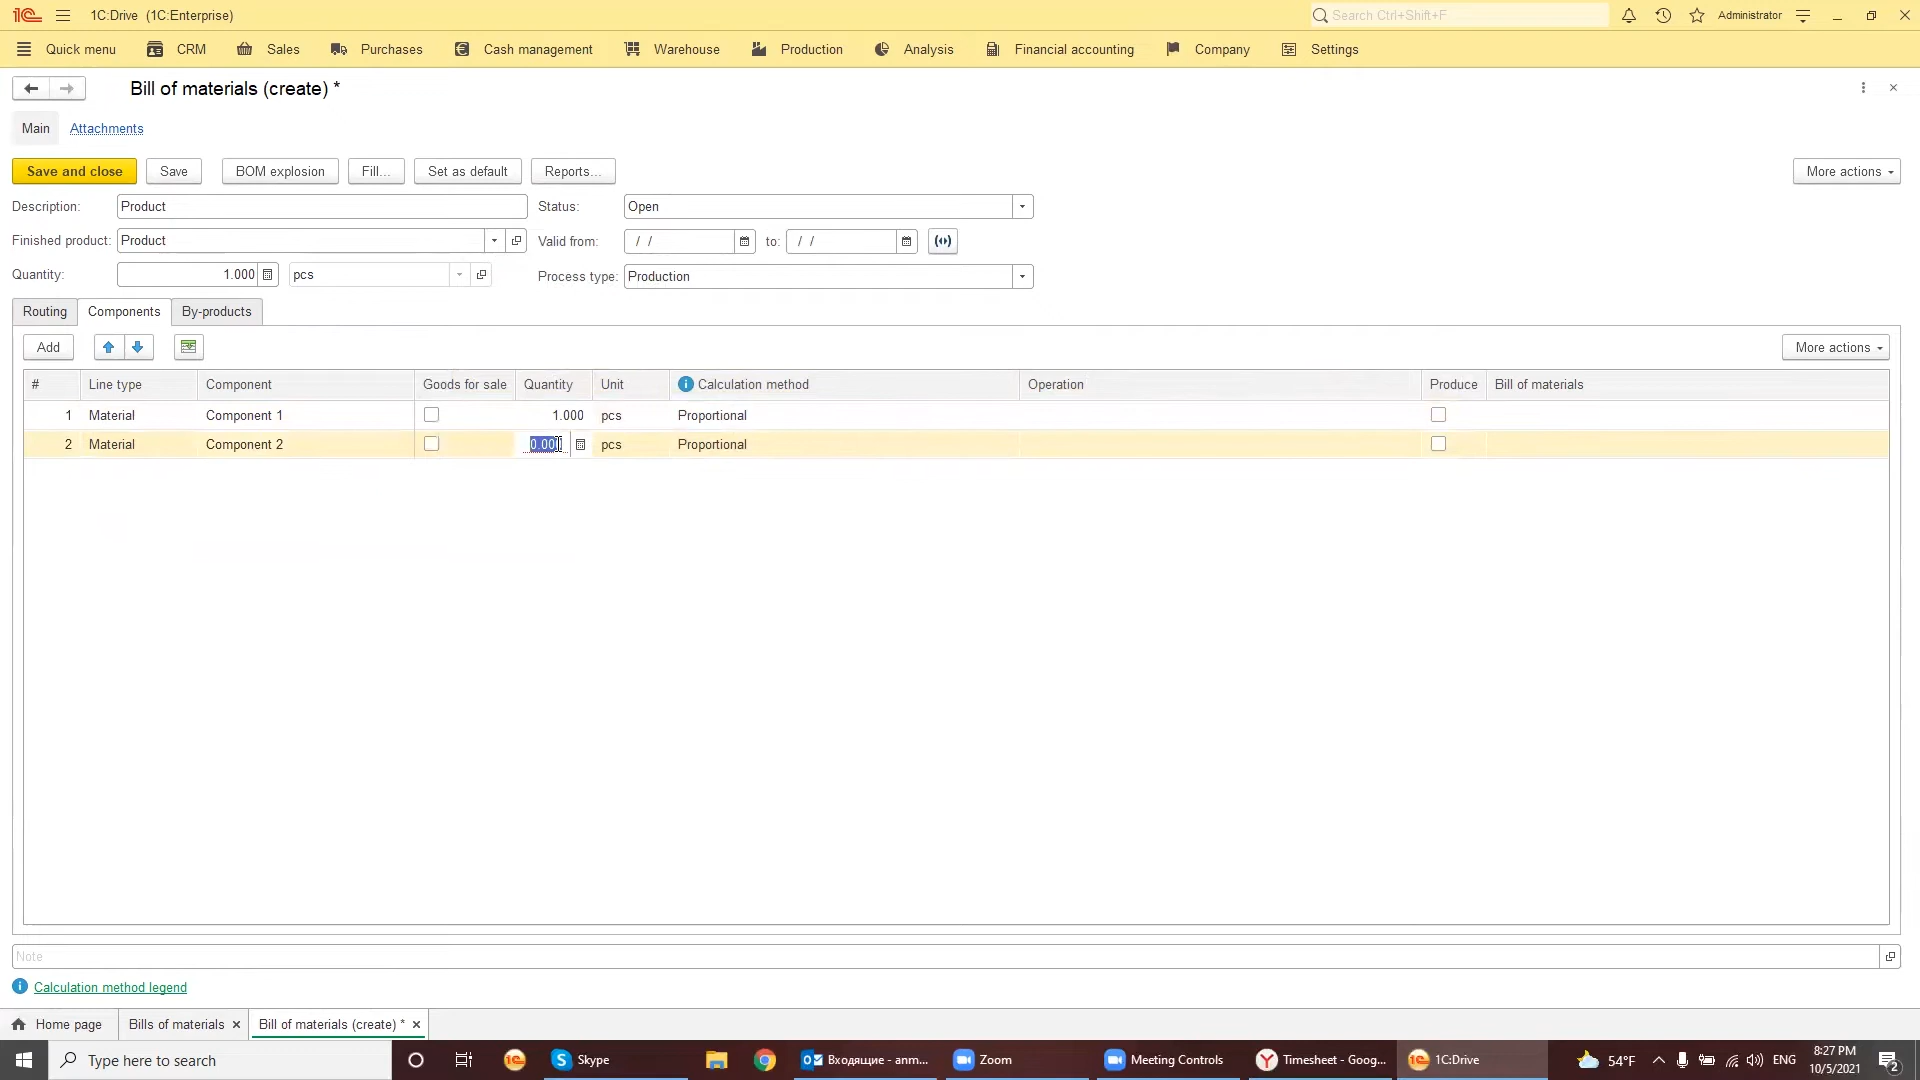 1C:Drive (1C:Enterprise)
Search Ctrl+Shift+F
Administrator
Quick menu CRM Sales Purchases Cash management Warehouse Production Analysis Financial accounting Company Settings
Bill of materials (create) *
Main Attachments
Save and close Save BOM explosion Fill... Set as default Reports... More actions
Description: Product Status: Open
Finished product: Product Valid from: / / to: / /
Quantity: 1.000 pcs Process type: Production
Routing Components By-products
Add More actions
# Line type Component Goods for sale Quantity Unit Calculation method Operation Produce Bill of materials
1 Material Component 1 1.000 pcs Proportional
2 Material Component 2 0.000 pcs Proportional
Note
Calculation method legend
Home page Bills of materials × Bill of materials (create) * ×
Type here to search Skype Входящие - anm... Zoom Meeting Controls Timesheet - Goog... 1C:Drive 54°F ENG 8:27 PM
10/5/2021 2